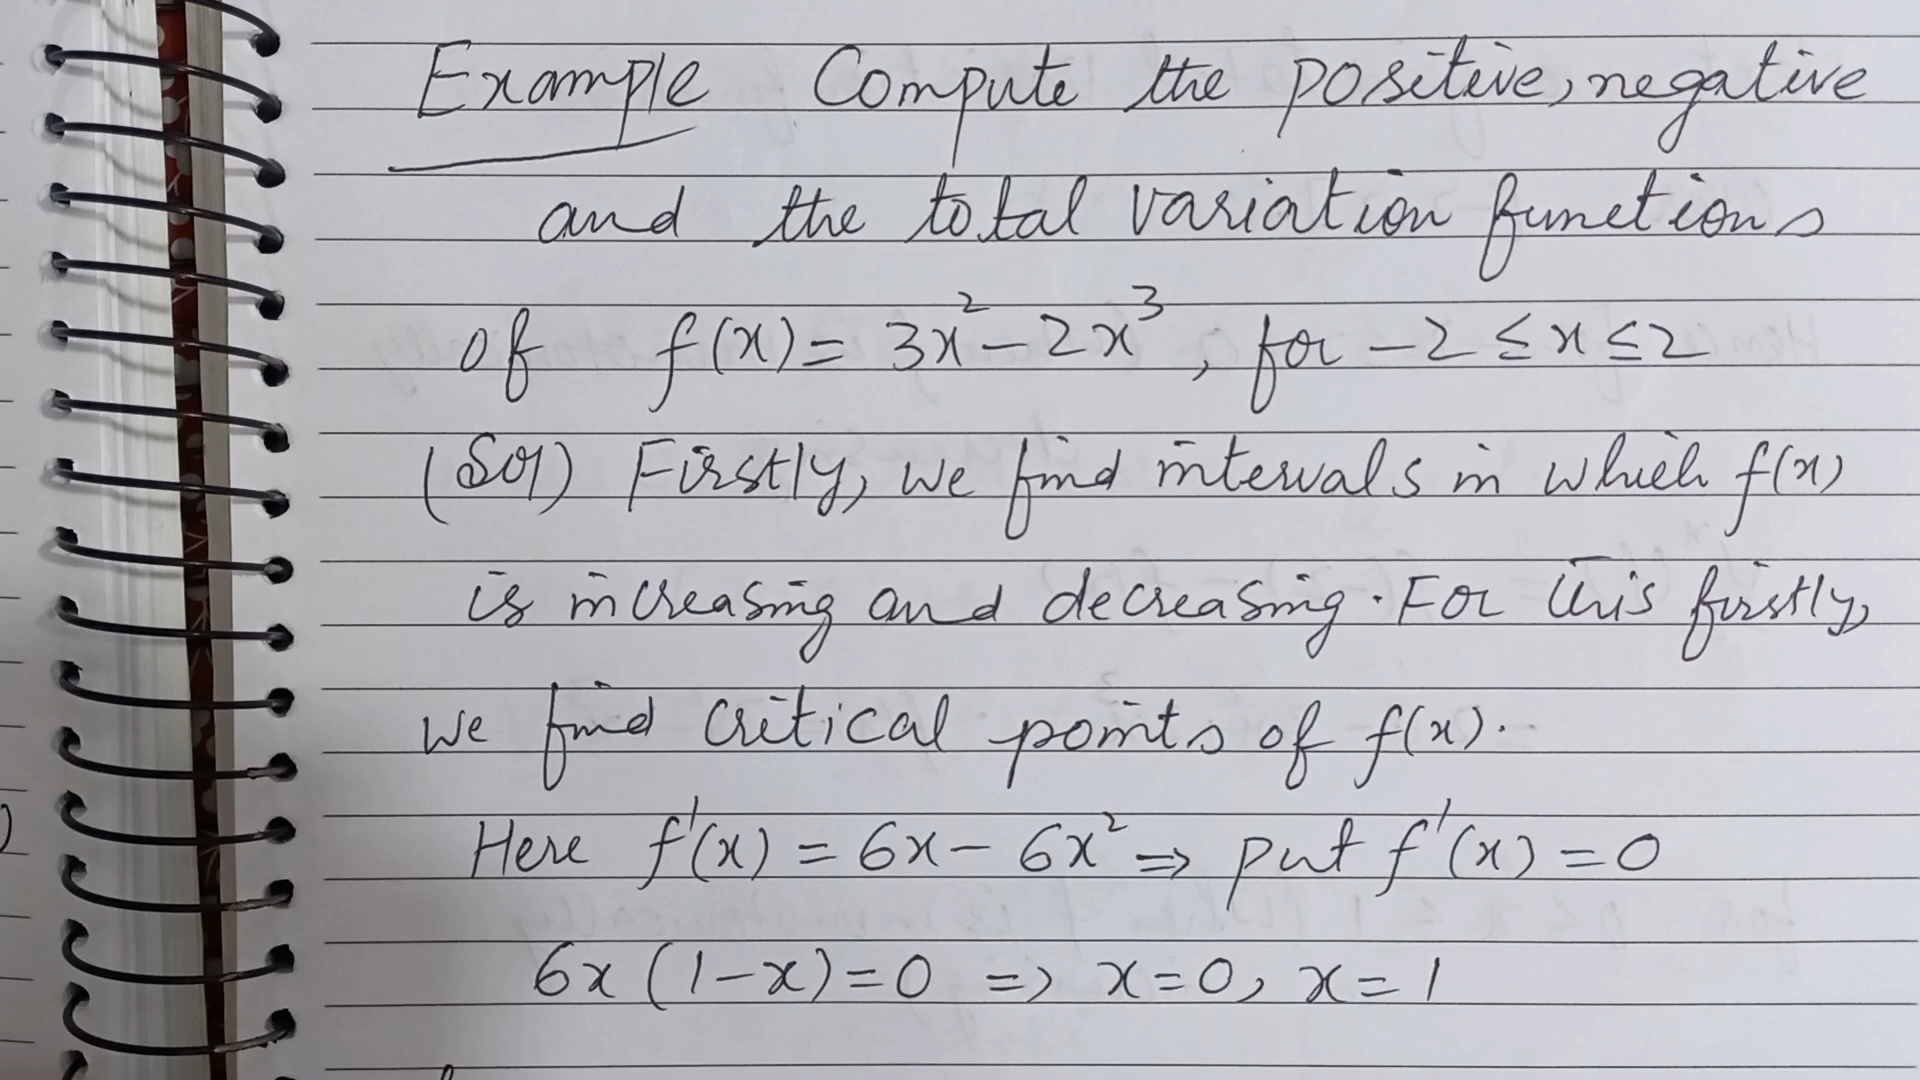 Example Compute the positive, negative
and the total variation functions
of f(x) = 3x² - 2x³, for -2 ≤ x ≤ 2
(Sol) Firstly, we find intervals in which f(x)
is increasing and decreasing. For this firstly,
we find critical points of f(x).
Here f'(x) = 6x - 6x² ⇒ put f'(x) = 0
6x (1-x) = 0 ⇒ x=0, x=1